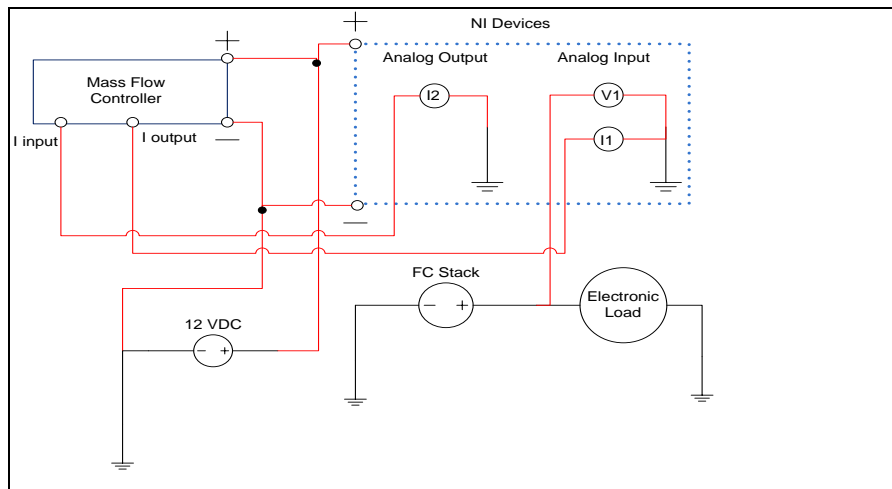 NI Devices
+
+
Analog Output
Analog Input
Mass Flow
Controller
I2
V1
I input
I output
I1
—
—
FC Stack
- +
Electronic
Load
12 VDC
- +